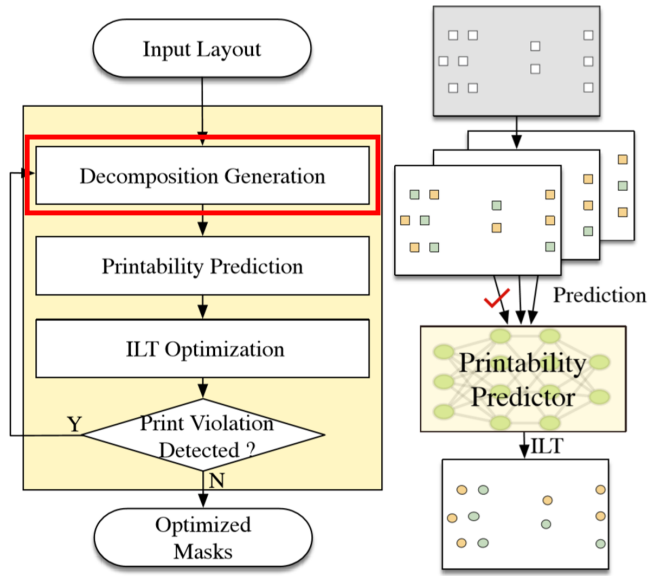 Input Layout
Decomposition Generation
Printability Prediction
ILT Optimization
Print Violation
Detected ?
Y
N
Optimized
Masks
Prediction
Printability
Predictor
ILT